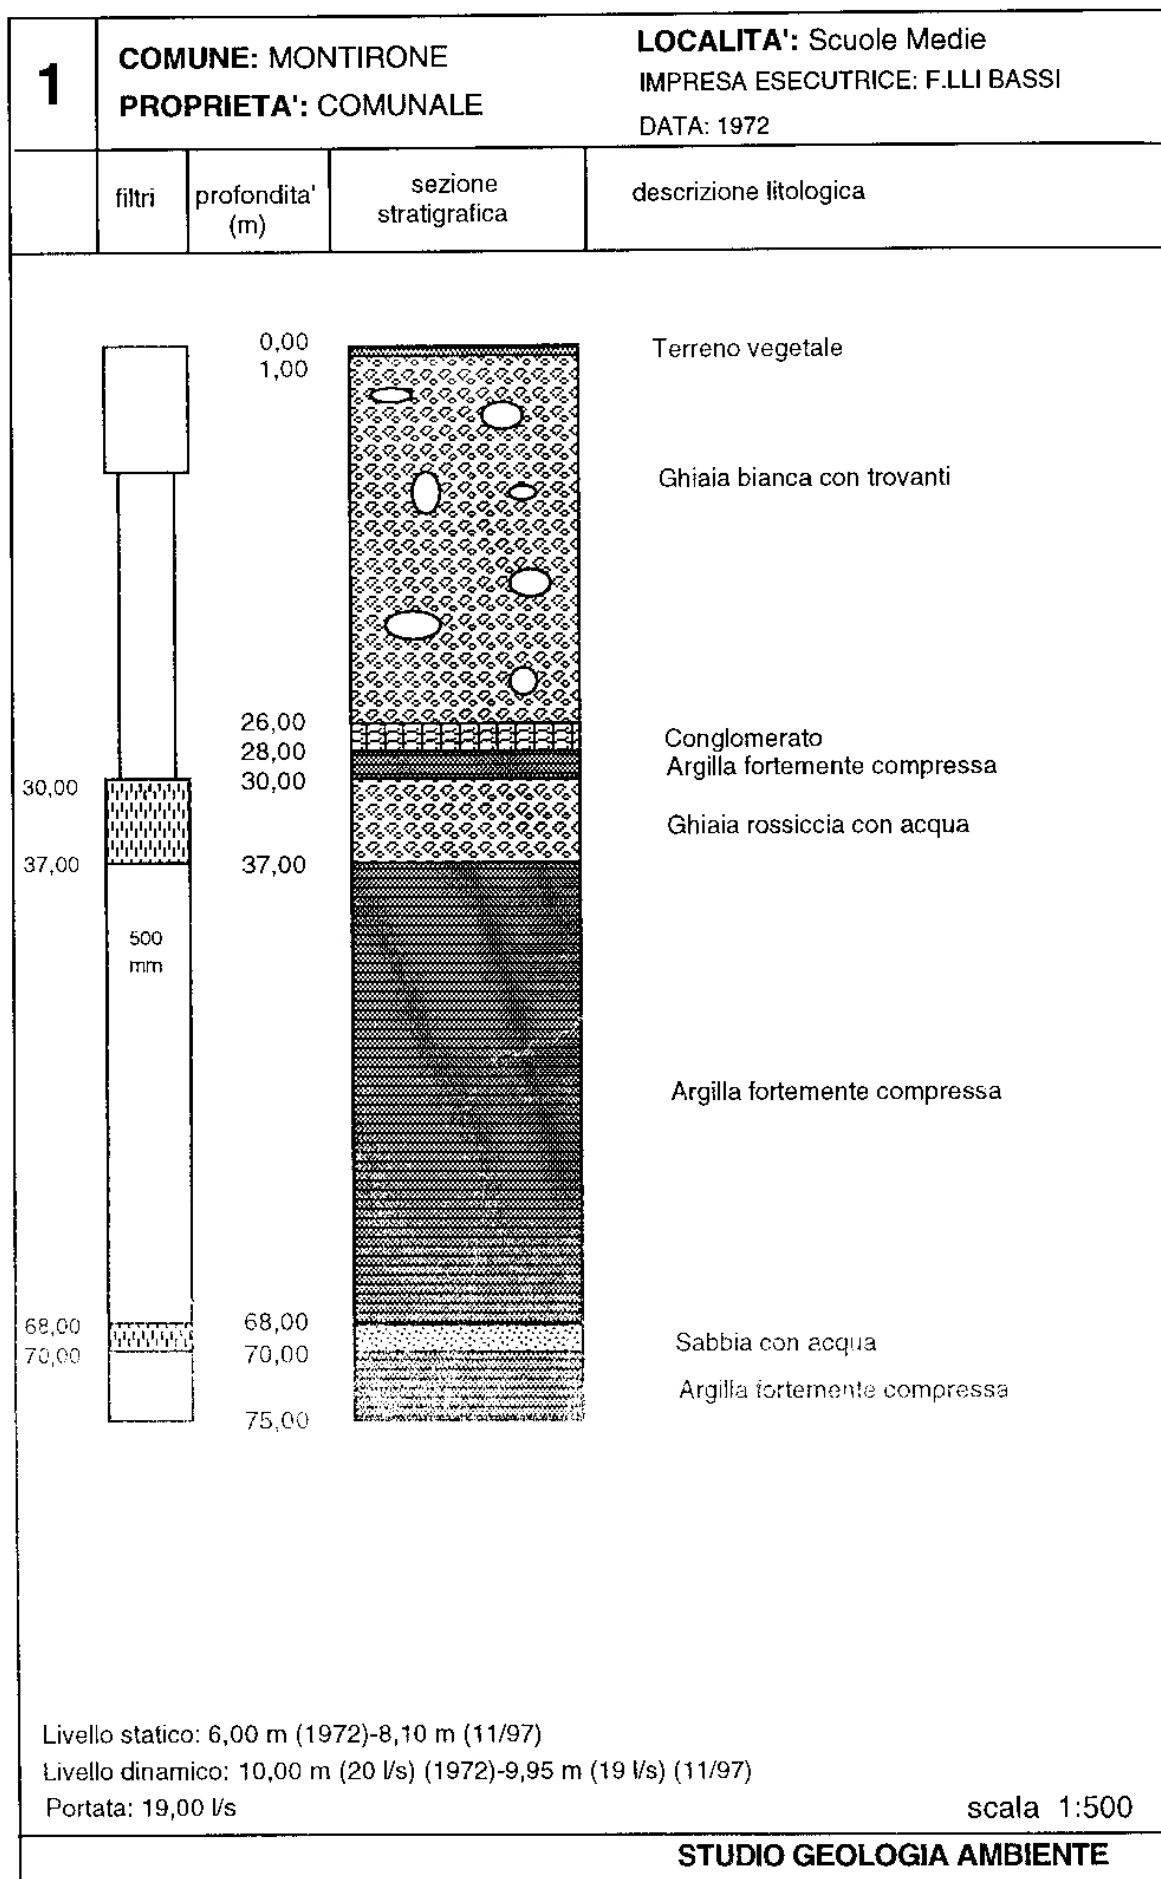 1
COMUNE: MONTIRONE
PROPRIETA': COMUNALE
LOCALITA': Scuole Medie
IMPRESA ESECUTRICE: F.LLI BASSI
DATA: 1972
filtri
profondita'
(m)
sezione
stratigrafica
descrizione litologica
0,00
Terreno vegetale
1,00
Ghiaia bianca con trovanti
26,00
Conglomerato
28,00
Argilla fortemente compressa
30,00
30,00
Ghiaia rossiccia con acqua
37,00
37,00
500
mm
Argilla fortemente compressa
68,00
68,00
Sabbia con acqua
70,00
70,00
Argilla fortemente compressa
75,00
Livello statico: 6,00 m (1972)-8,10 m (11/97)
Livello dinamico: 10,00 m (20 l/s) (1972)-9,95 m (19 l/s) (11/97)
Portata: 19,00 l/s
scala 1:500
STUDIO GEOLOGIA AMBIENTE